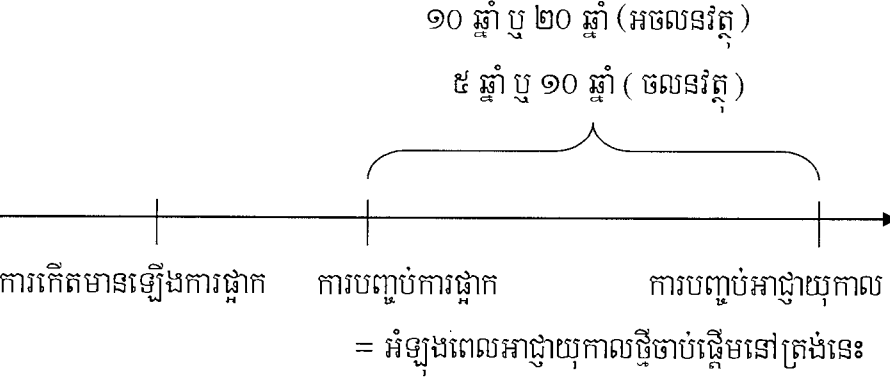 ១០ ឆ្នាំ ឬ ២០ ឆ្នាំ (អចលនវត្ថុ)
៥ ឆ្នាំ ឬ ១០ ឆ្នាំ ( ចលនវត្ថុ )
ការកើតមានឡើងការផ្អាក ការបញ្ចប់ការផ្អាក ការបញ្ចប់អាជ្ញាយុកាល
= អំឡុងពេលអាជ្ញាយុកាលថ្មីចាប់ផ្តើមនៅត្រង់នេះ